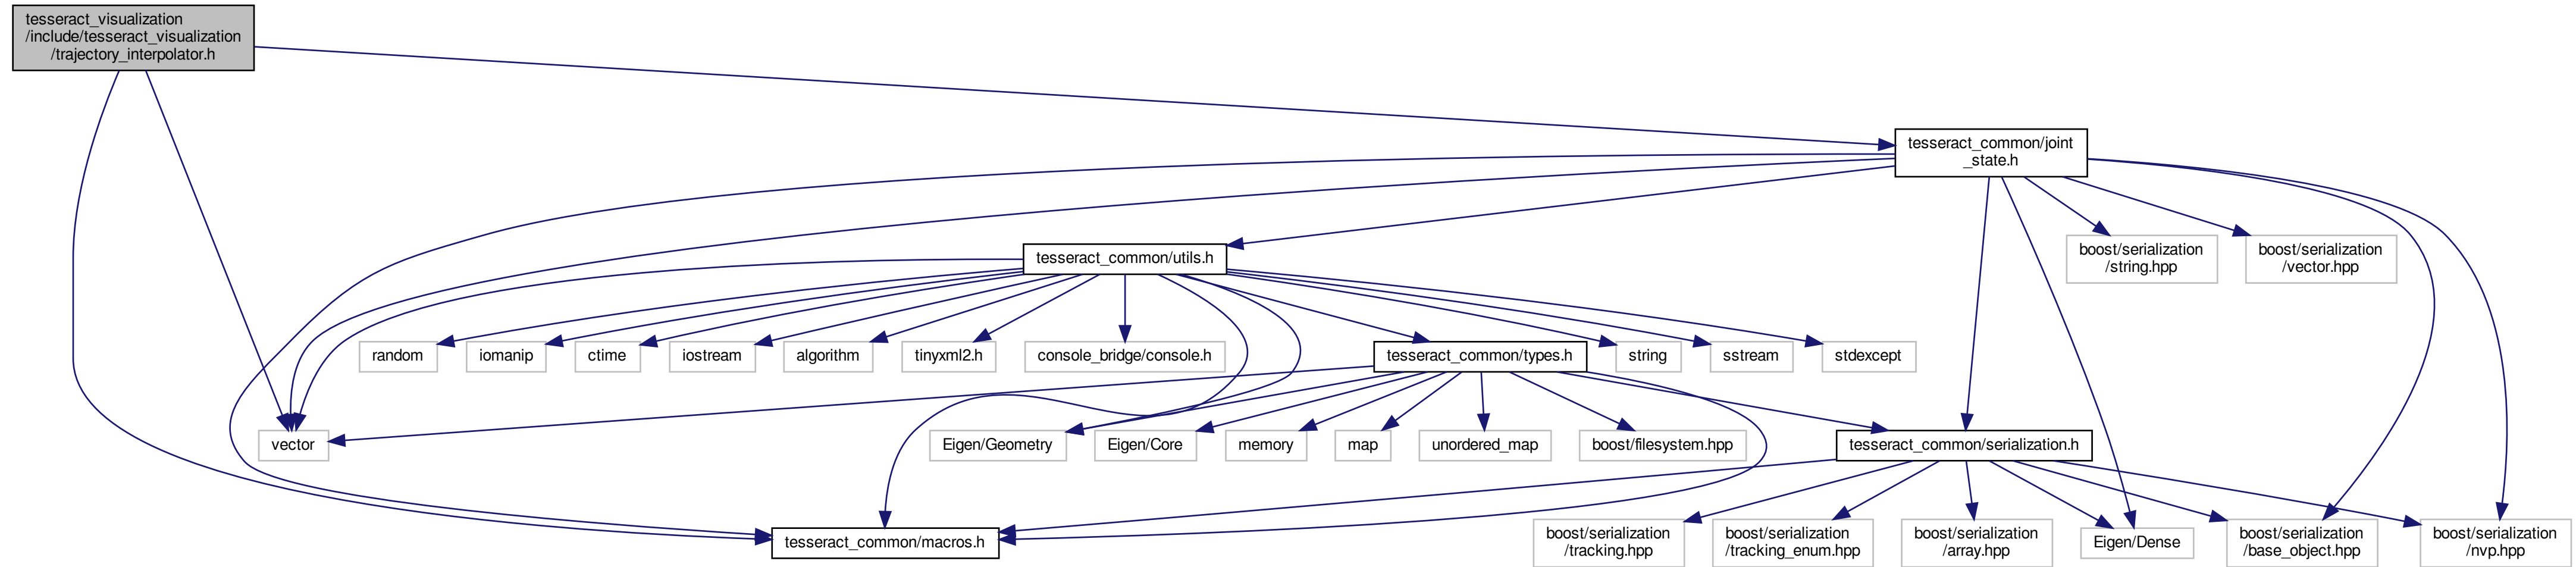 tesseract_visualization
/include/tesseract_visualization
/trajectory_interpolator.h
tesseract_common/joint
_state.h
tesseract_common/utils.h
boost/serialization
/string.hpp
boost/serialization
/vector.hpp
random
iomanip
ctime
iostream
algorithm
tinyxml2.h
console_bridge/console.h
tesseract_common/types.h
string
sstream
stdexcept
vector
Eigen/Geometry
Eigen/Core
memory
map
unordered_map
boost/filesystem.hpp
tesseract_common/serialization.h
tesseract_common/macros.h
boost/serialization
/tracking.hpp
boost/serialization
/tracking_enum.hpp
boost/serialization
/array.hpp
Eigen/Dense
boost/serialization
/base_object.hpp
boost/serialization
/nvp.hpp